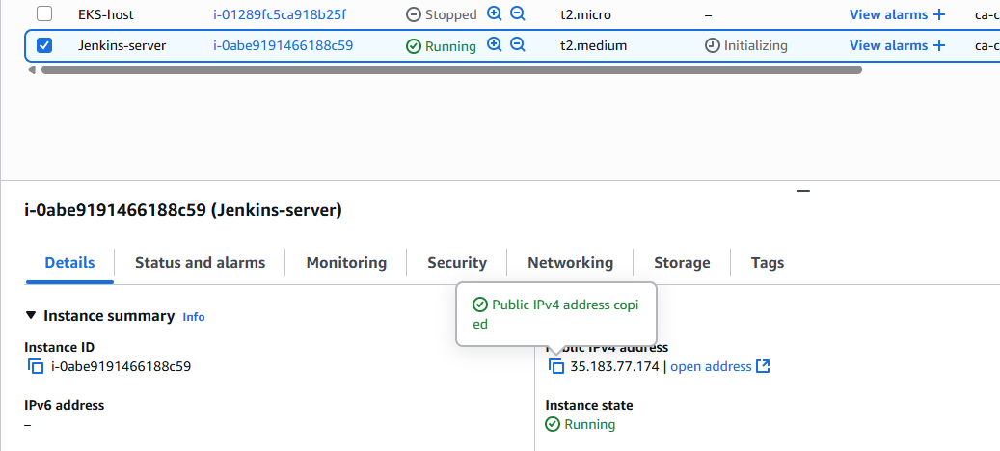 EKS-host i-01289fc5ca918b25f Stopped t2.micro – View alarms + ca-c
Jenkins-server i-0abe9191466188c59 Running t2.medium Initializing View alarms + ca-c
i-0abe9191466188c59 (Jenkins-server)
Details Status and alarms Monitoring Security Networking Storage Tags
Public IPv4 address copi
ed
Instance summary Info
Instance ID
i-0abe9191466188c59
Public IPv4 address
35.183.77.174 | open address
IPv6 address
–
Instance state
Running